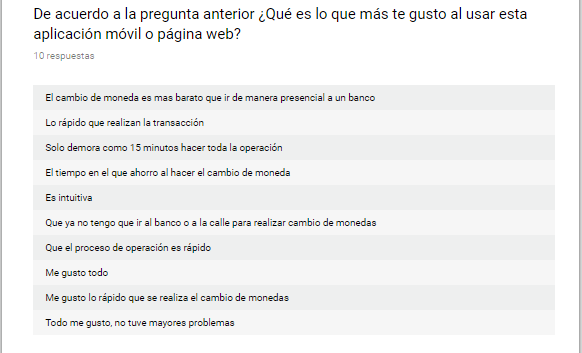 De acuerdo a la pregunta anterior ¿Qué es lo que más te gusto al usar esta
aplicación móvil o página web?
10 respuestas
El cambio de moneda es mas barato que ir de manera presencial a un banco
Lo rápido que realizan la transacción
Solo demora como 15 minutos hacer toda la operación
El tiempo en el que ahorro al hacer el cambio de moneda
Es intuitiva
Que ya no tengo que ir al banco o a la calle para realizar cambio de monedas
Que el proceso de operación es rápido
Me gusto todo
Me gusto lo rápido que se realiza el cambio de monedas
Todo me gusto, no tuve mayores problemas